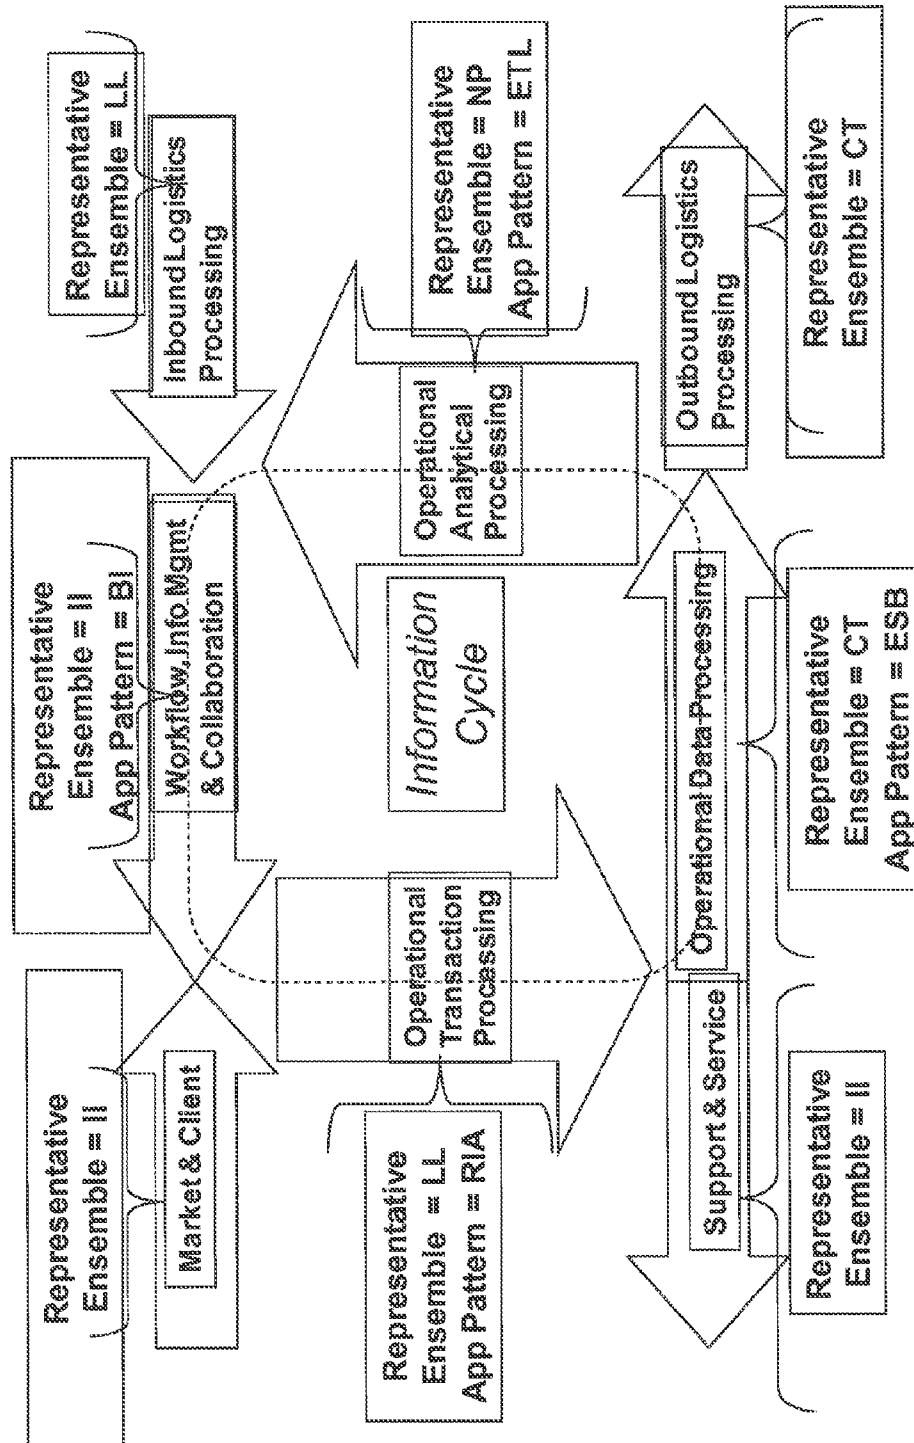 Representative
Ensemble = II
Market & Client
Representative
Ensemble = II
App Pattern = BI
Workflow, Info Mgmt
& Collaboration
Representative
Ensemble = LL
Inbound Logistics
Processing
Representative
Ensemble = LL
App Pattern = RIA
Operational
Transaction
Processing
Information
Cycle
Operational
Analytical
Processing
Representative
Ensemble = NP
App Pattern = ETL
Support & Service
Operational Data Processing
Outbound Logistics
Processing
Representative
Ensemble = II
Representative
Ensemble = CT
App Pattern = ESB
Representative
Ensemble = CT